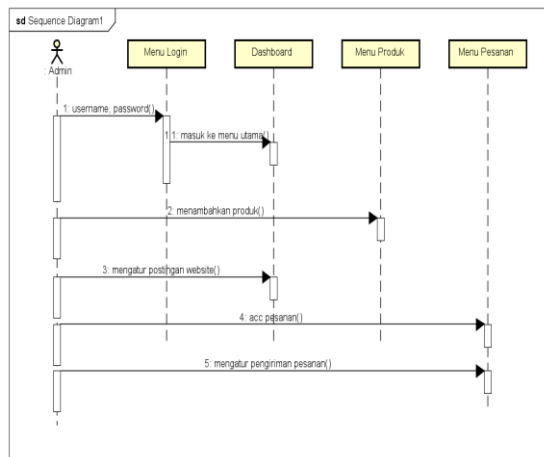 sd Sequence Diagram1
: Admin
Menu Login
Dashboard
Menu Produk
Menu Pesanan
1: username, password()
1.1: masuk ke menu utama()
2: menambahkan produk()
3: mengatur postingan website()
4: acc pesanan()
5: mengatur pengiriman pesanan()